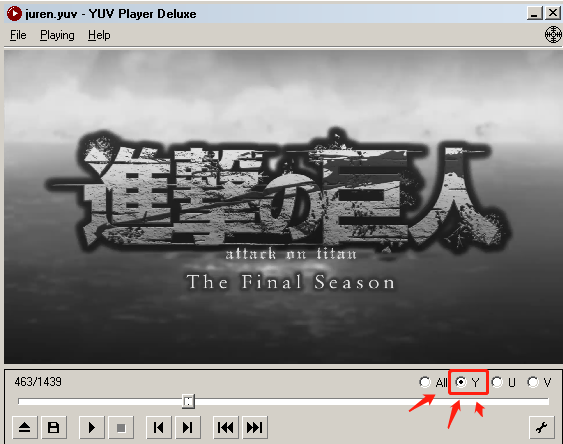 juren.yuv - YUV Player Deluxe
File Playing Help
進撃の巨人
attack on titan
The Final Season
463/1439 All Y U V